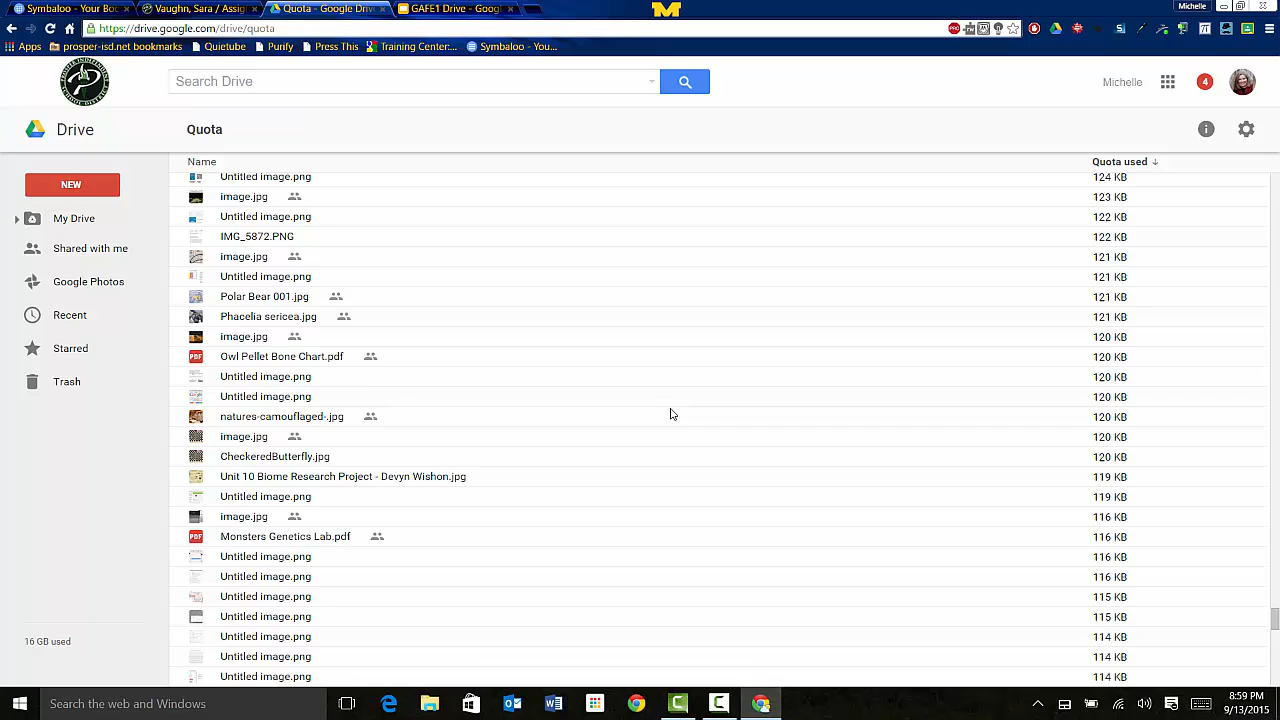 Symbaloo - Your Boo
Vaughn, Sara / Assig
Quota - Google Drive
GAFE1 Drive - Googl
Michelle
https://drive.google.com/drive/quota
Apps
prosper-isd.net bookmarks
Quietube
Purify
Press This
Training Center:...
Symbaloo - You...
Search Drive
4
Drive
Quota
Name
Quota used
NEW
My Drive
Shared with me
Google Photos
Recent
Starred
Trash
16 GB used
Untitled image.png 124 KB
image.jpg 123 KB
Untitled image.png 122 KB
IMG_5872.PNG 122 KB
image.jpg 121 KB
Untitled image.png 121 KB
Polar Bear 001.jpg 121 KB
Phacelia sericea.jpg 121 KB
image.jpg 120 KB
PDF Owl Pellet Bone Chart.pdf 120 KB
Untitled image.png 120 KB
Untitled image.png 120 KB
natures-camouflaged-.jpg 120 KB
image.jpg 120 KB
CheckeredButterfly.jpg 120 KB
Unit 10 Biome Research Project - Devyn Wishon.jpg 119 KB
Untitled image.png 117 KB
image.jpg 116 KB
PDF Monsters Genetics Lab.pdf 116 KB
Untitled image.png 116 KB
Untitled image.png 116 KB
Untitled image.png 115 KB
Untitled image.png 115 KB
Untitled image.png 114 KB
Untitled image.png 114 KB
Untitled image.png 114 KB
Search the web and Windows
8:59 PM
9/13/2015